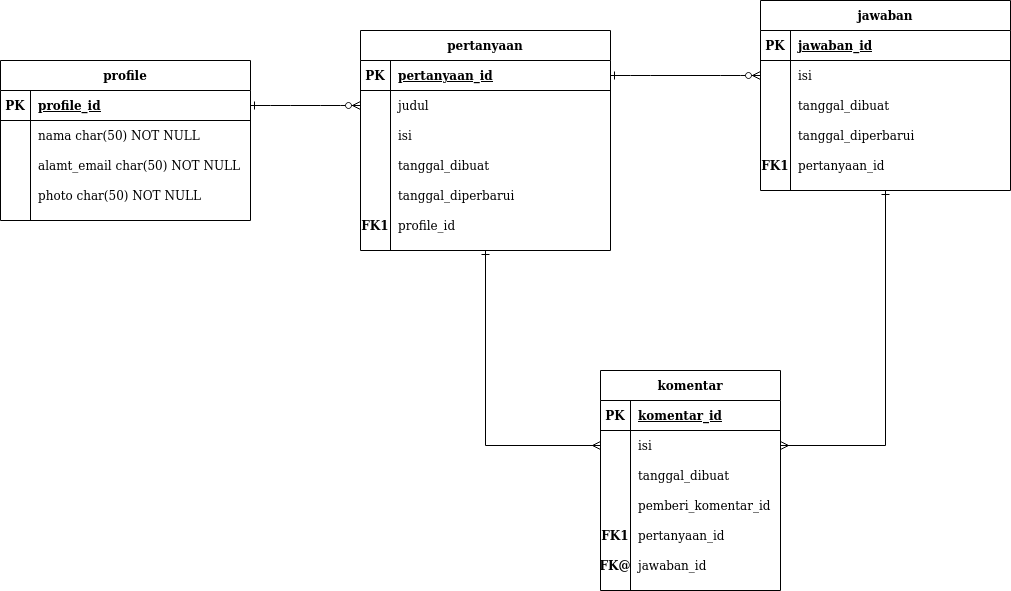 profile
PK profile_id
nama char(50) NOT NULL
alamt_email char(50) NOT NULL
photo char(50) NOT NULL
pertanyaan
PK pertanyaan_id
judul
isi
tanggal_dibuat
tanggal_diperbarui
FK1 profile_id
jawaban
PK jawaban_id
isi
tanggal_dibuat
tanggal_diperbarui
FK1 pertanyaan_id
komentar
PK komentar_id
isi
tanggal_dibuat
pemberi_komentar_id
FK1 pertanyaan_id
FK@ jawaban_id